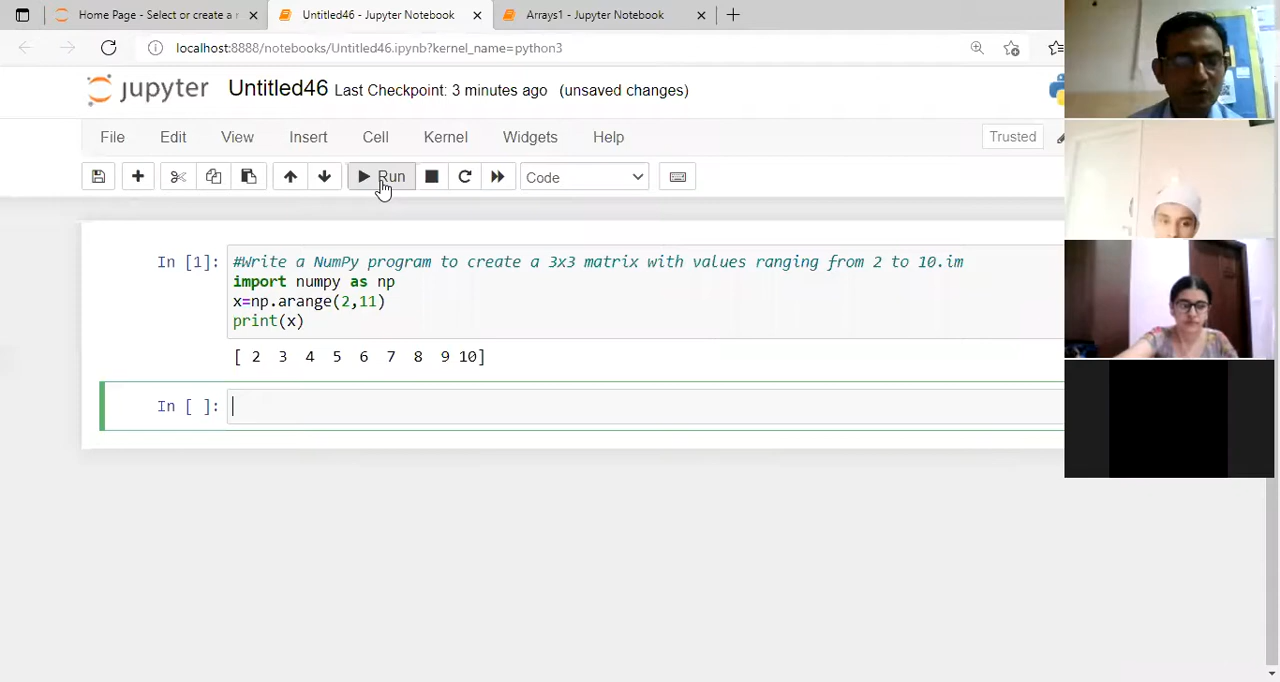 Home Page - Select or create a
Untitled46 - Jupyter Notebook
Arrays1 - Jupyter Notebook
localhost:8888/notebooks/Untitled46.ipynb?kernel_name=python3
jupyter Untitled46 Last Checkpoint: 3 minutes ago (unsaved changes)
File Edit View Insert Cell Kernel Widgets Help Trusted
Run Code
In [1]: #Write a NumPy program to create a 3x3 matrix with values ranging from 2 to 10.im
import numpy as np
x=np.arange(2,11)
print(x)
[ 2 3 4 5 6 7 8 9 10]
In [ ]: